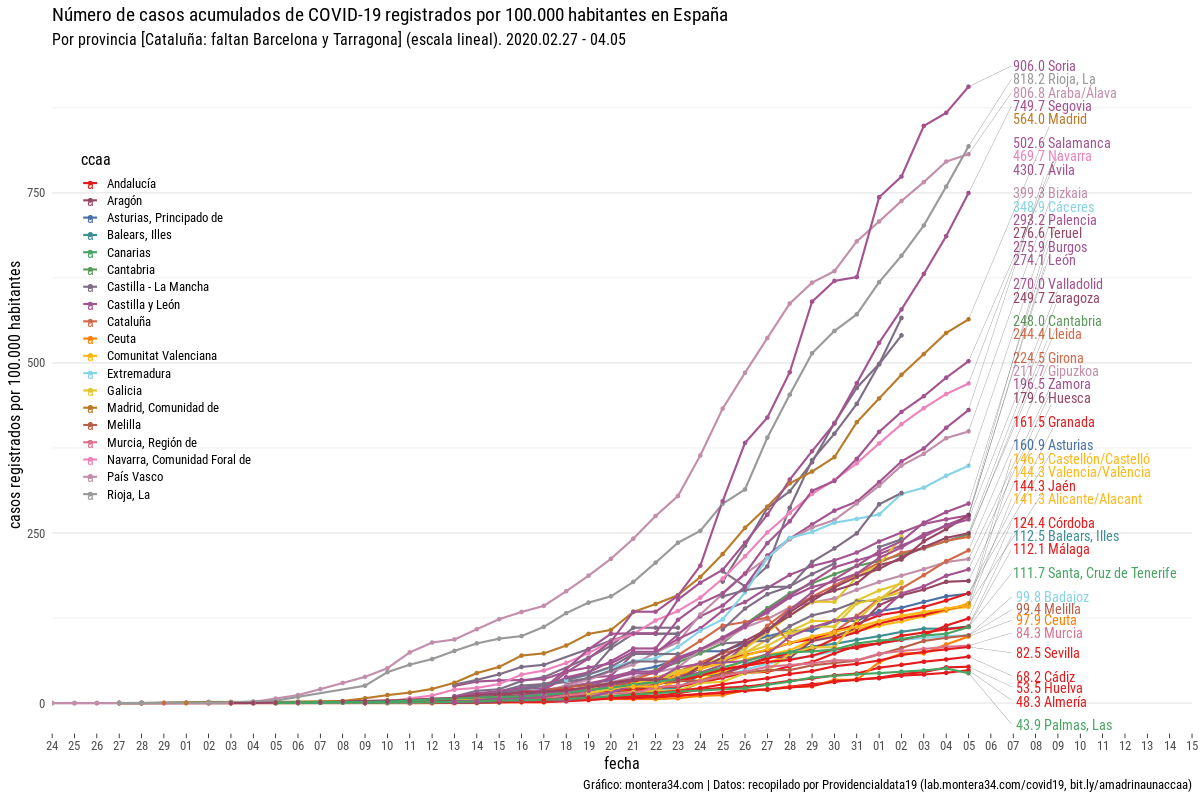 Número de casos acumulados de COVID-19 registrados por 100.000 habitantes en España
Por provincia [Cataluña: faltan Barcelona y Tarragona] (escala lineal). 2020.02.27 - 04.05
906.0 Soria
818.2 Rioja, La
806.8 Araba/Álava
749.7 Segovia
564.0 Madrid
502.6 Salamanca
469.7 Navarra
430.7 Ávila
399.3 Bizkaia
348.9 Cáceres
293.2 Palencia
276.6 Teruel
275.9 Burgos
274.1 León
270.0 Valladolid
249.7 Zaragoza
248.0 Cantabria
244.4 Lleida
224.5 Girona
211.7 Gipuzkoa
196.5 Zamora
179.6 Huesca
161.5 Granada
160.9 Asturias
146.9 Castellón/Castelló
144.3 Valencia/València
144.3 Jaén
141.3 Alicante/Alacant
124.4 Córdoba
112.5 Balears, Illes
112.1 Málaga
111.7 Santa, Cruz de Tenerife
99.8 Badajoz
99.4 Melilla
97.9 Ceuta
84.3 Murcia
82.5 Sevilla
68.2 Cádiz
53.5 Huelva
48.3 Almería
43.9 Palmas, Las
ccaa
Andalucía
Aragón
Asturias, Principado de
Balears, Illes
Canarias
Cantabria
Castilla - La Mancha
Castilla y León
Cataluña
Ceuta
Comunitat Valenciana
Extremadura
Galicia
Madrid, Comunidad de
Melilla
Murcia, Región de
Navarra, Comunidad Foral de
País Vasco
Rioja, La
casos registrados por 100.000 habitantes
750
500
250
0
24 25 26 27 28 29 01 02 03 04 05 06 07 08 09 10 11 12 13 14 15 16 17 18 19 20 21 22 23 24 25 26 27 28 29 30 31 01 02 03 04 05 06 07 08 09 10 11 12 13 14 15
fecha
Gráfico: montera34.com | Datos: recopilado por Providencialdata19 (lab.montera34.com/covid19, bit.ly/amadrinaunaccaa)